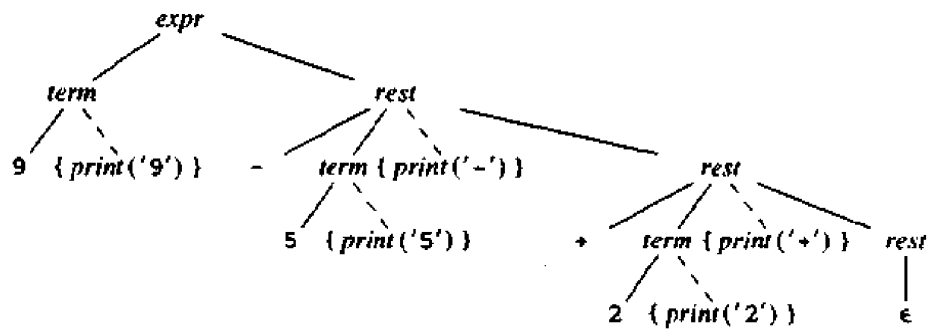 expr
term rest
9 { print('9') } - term { print('-') } rest
5 { print('5') } + term { print('+') } rest
2 { print('2') } ϵ